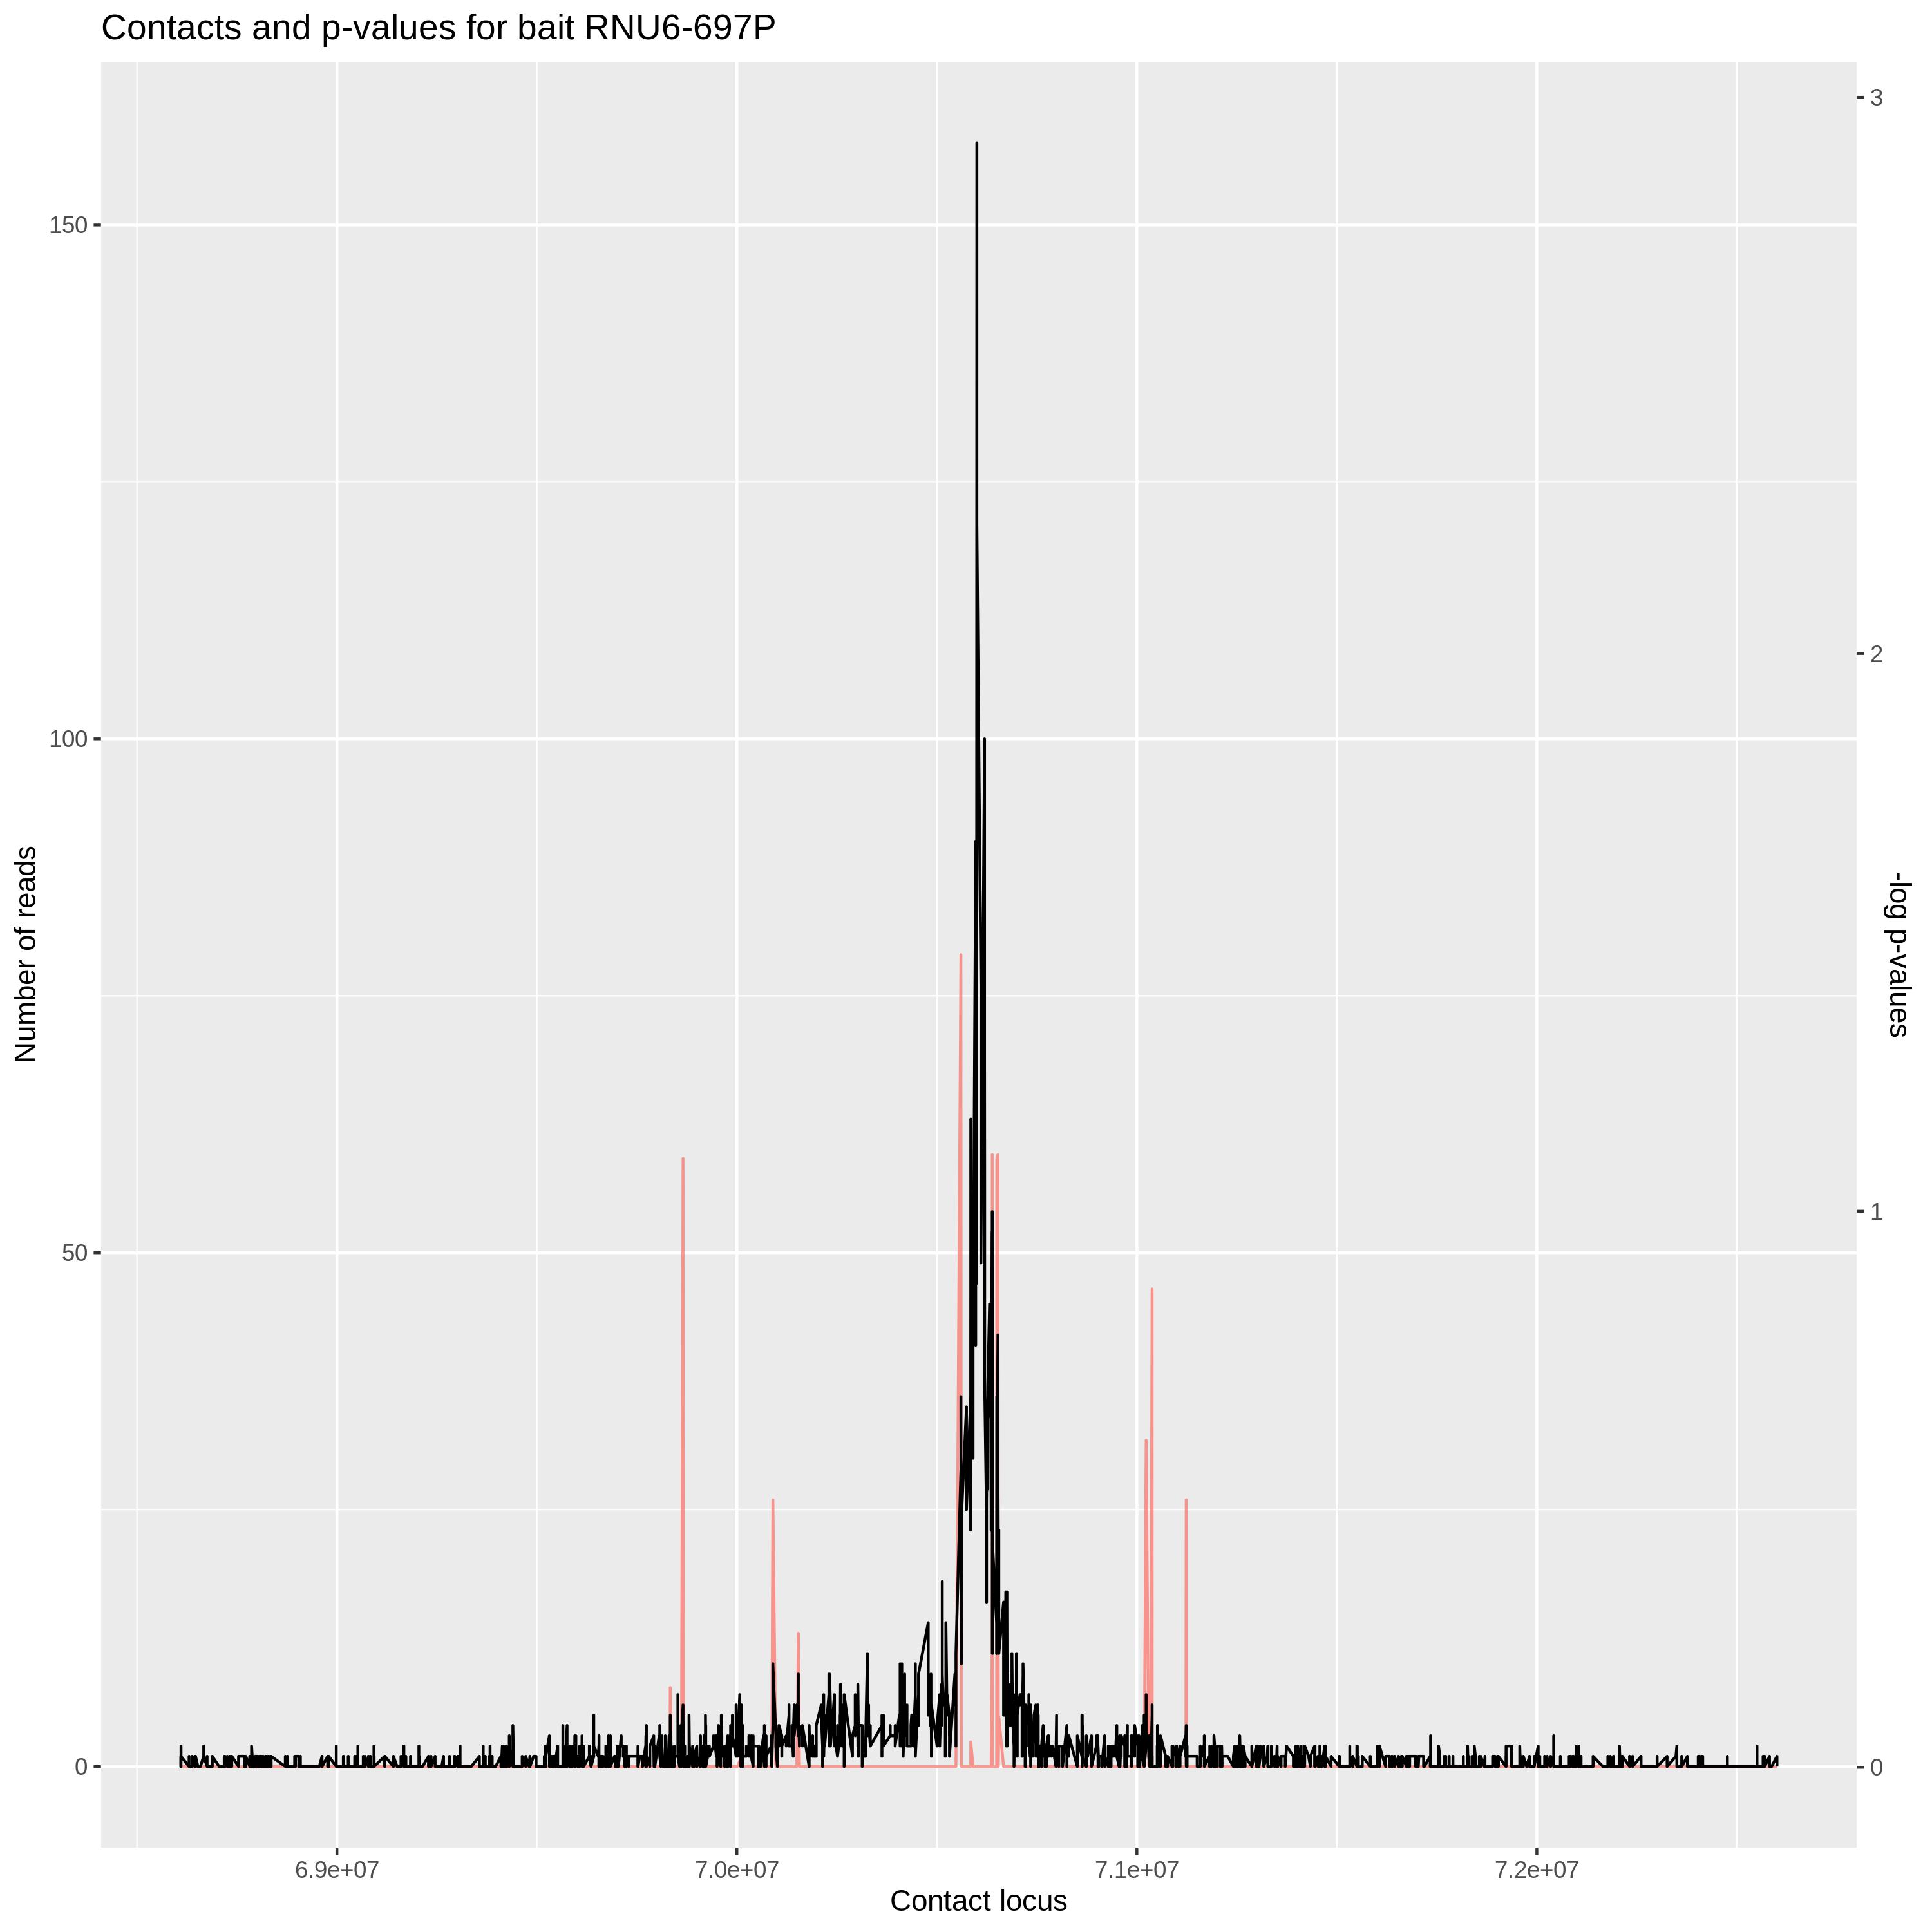 Contacts and p-values for bait RNU6-697P
150
100
50
0
Number of reads
3
2
1
0
-log p-values
6.9e+07
7.0e+07
7.1e+07
7.2e+07
Contact locus